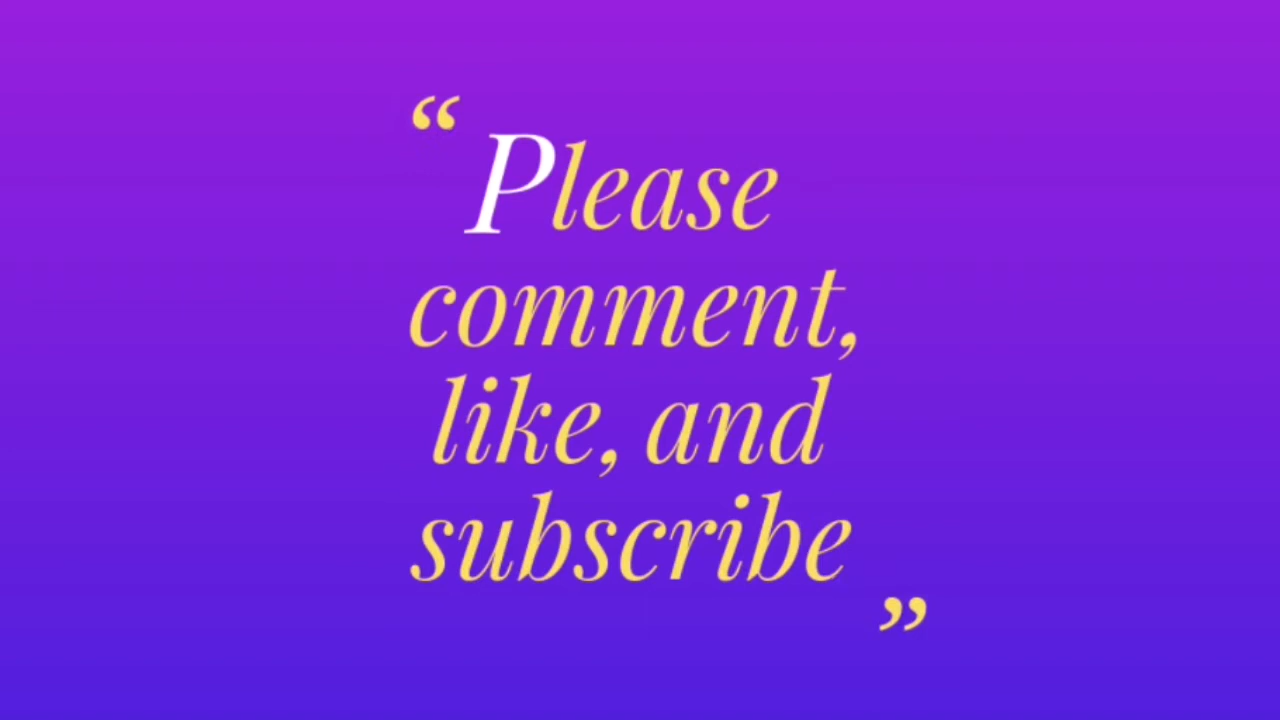 “Please
comment,
like, and
subscribe”